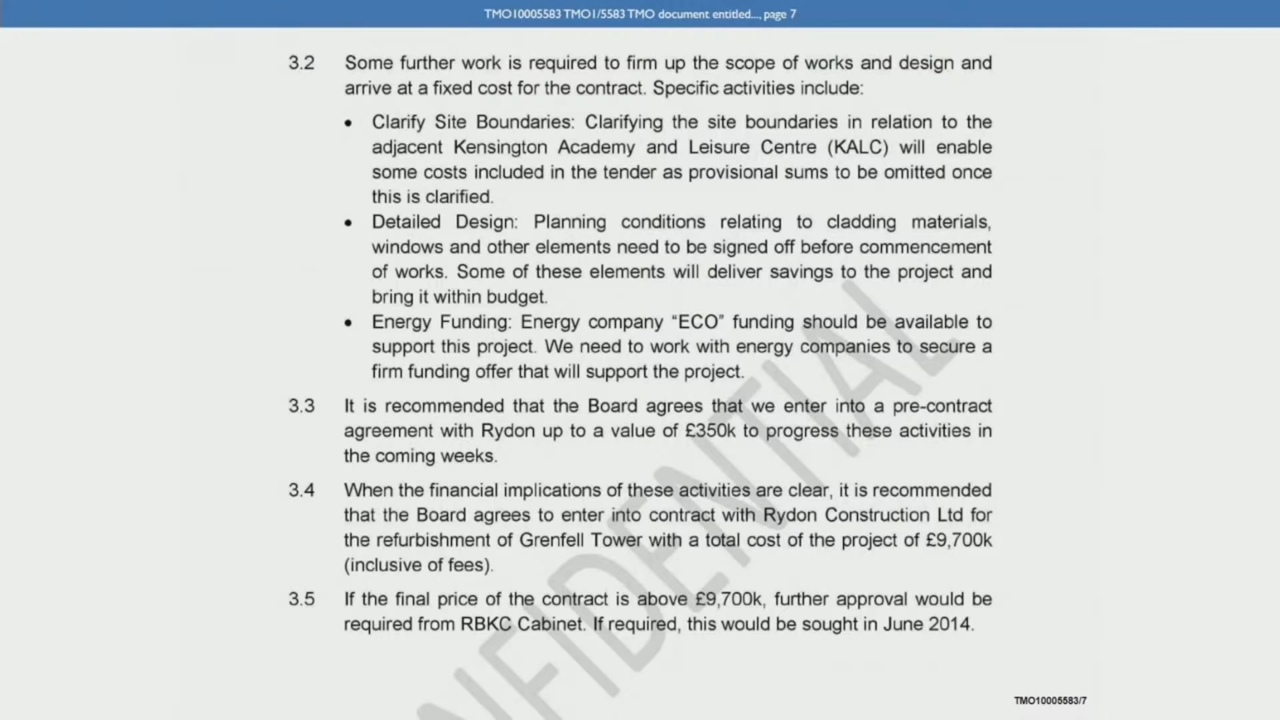 TMO10005583 TMO1/5583 TMO document entitled..., page 7
3.2 Some further work is required to firm up the scope of works and design and
arrive at a fixed cost for the contract. Specific activities include:
• Clarify Site Boundaries: Clarifying the site boundaries in relation to the
adjacent Kensington Academy and Leisure Centre (KALC) will enable
some costs included in the tender as provisional sums to be omitted once
this is clarified.
• Detailed Design: Planning conditions relating to cladding materials,
windows and other elements need to be signed off before commencement
of works. Some of these elements will deliver savings to the project and
bring it within budget.
• Energy Funding: Energy company “ECO” funding should be available to
support this project. We need to work with energy companies to secure a
firm funding offer that will support the project.
3.3 It is recommended that the Board agrees that we enter into a pre-contract
agreement with Rydon up to a value of £350k to progress these activities in
the coming weeks.
3.4 When the financial implications of these activities are clear, it is recommended
that the Board agrees to enter into contract with Rydon Construction Ltd for
the refurbishment of Grenfell Tower with a total cost of the project of £9,700k
(inclusive of fees).
3.5 If the final price of the contract is above £9,700k, further approval would be
required from RBKC Cabinet. If required, this would be sought in June 2014.
NFIDENTIAL
TMO10005583/7